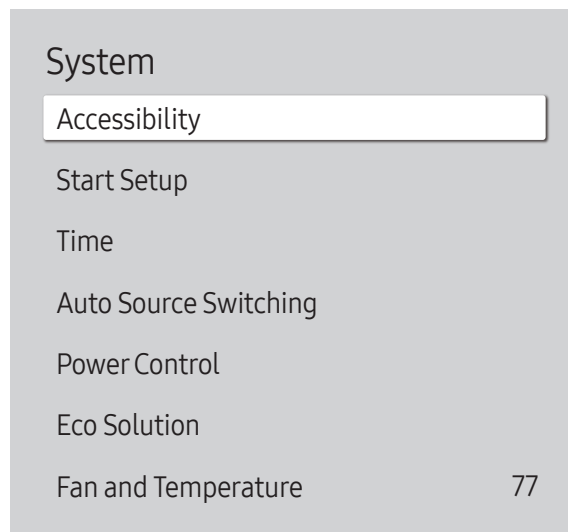 System
Accessibility
Start Setup
Time
Auto Source Switching
Power Control
Eco Solution
Fan and Temperature 77